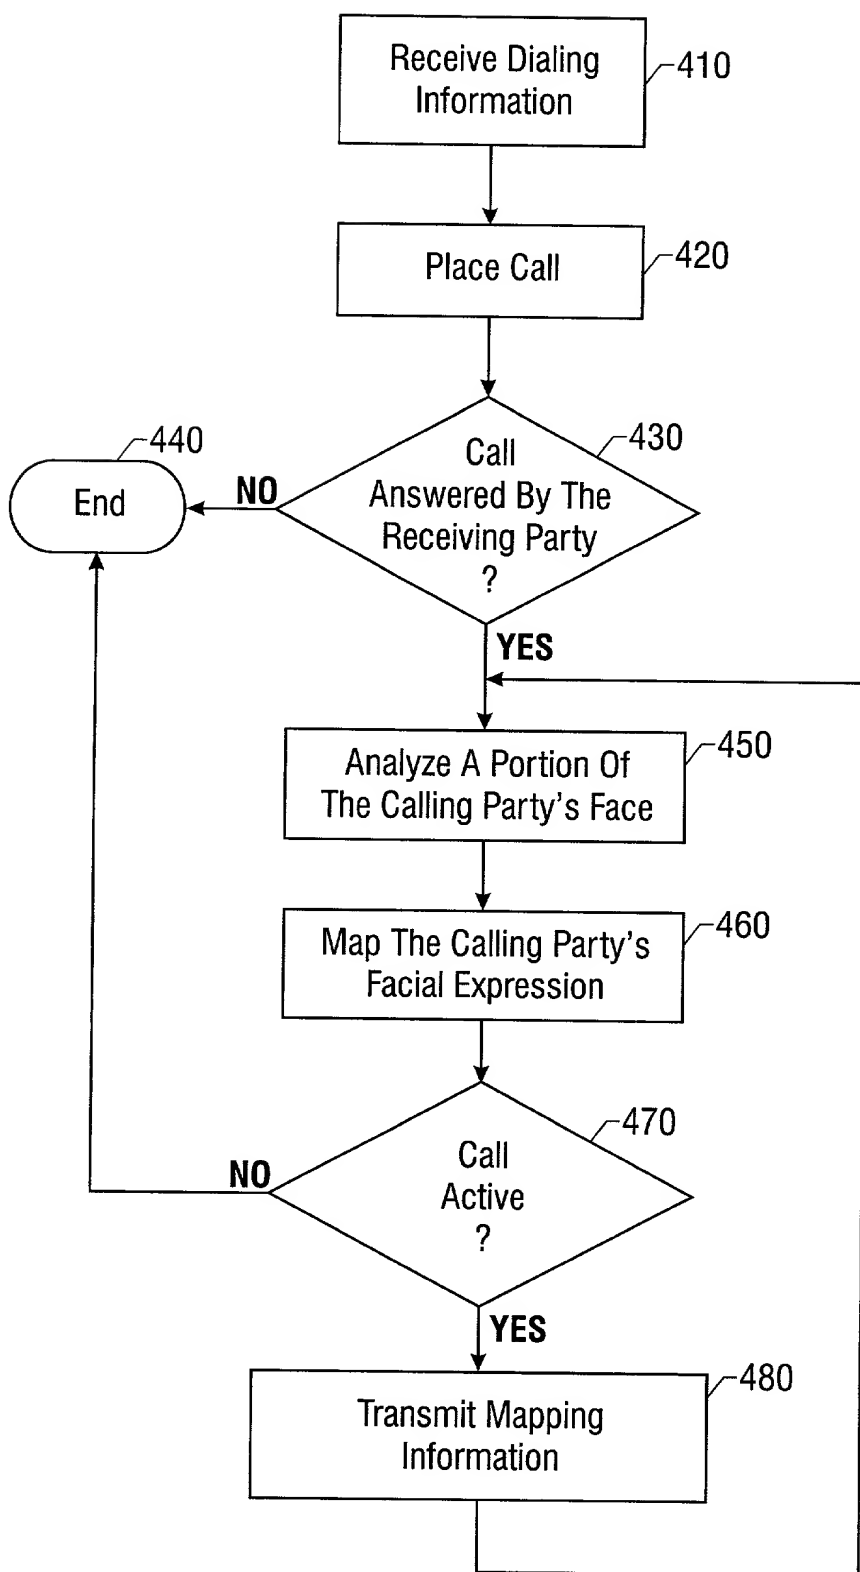 Receive Dialing
Information
410
Place Call
420
Call
Answered By The
Receiving Party
?
430
440
End
NO
YES
Analyze A Portion Of
The Calling Party's Face
450
Map The Calling Party's
Facial Expression
460
Call
Active
?
470
NO
YES
Transmit Mapping
Information
480